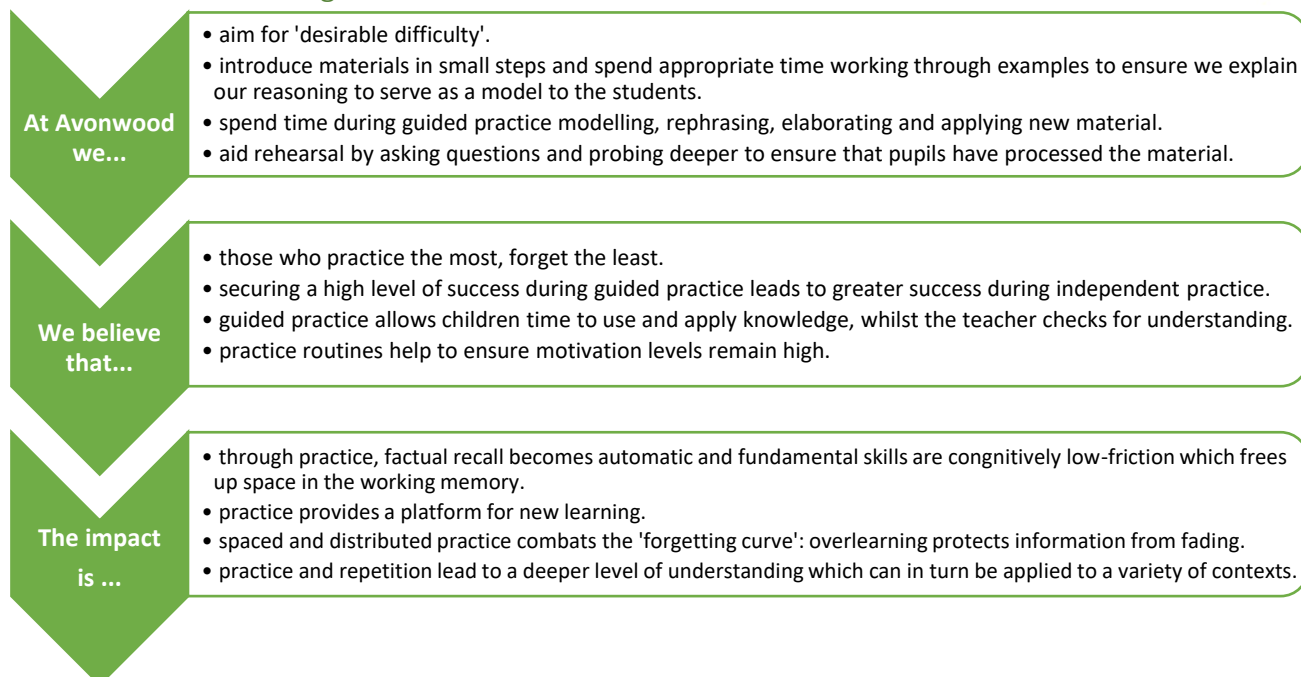 • aim for 'desirable difficulty'.
• introduce materials in small steps and spend appropriate time working through examples to ensure we explain
our reasoning to serve as a model to the students.
At Avonwood
we...
• spend time during guided practice modelling, rephrasing, elaborating and applying new material.
• aid rehearsal by asking questions and probing deeper to ensure that pupils have processed the material.
• those who practice the most, forget the least.
• securing a high level of success during guided practice leads to greater success during independent practice.
We believe
that...
• guided practice allows children time to use and apply knowledge, whilst the teacher checks for understanding.
• practice routines help to ensure motivation levels remain high.
• through practice, factual recall becomes automatic and fundamental skills are congnitively low-friction which frees
up space in the working memory.
• practice provides a platform for new learning.
The impact
is ...
• spaced and distributed practice combats the 'forgetting curve': overlearning protects information from fading.
• practice and repetition lead to a deeper level of understanding which can in turn be applied to a variety of contexts.